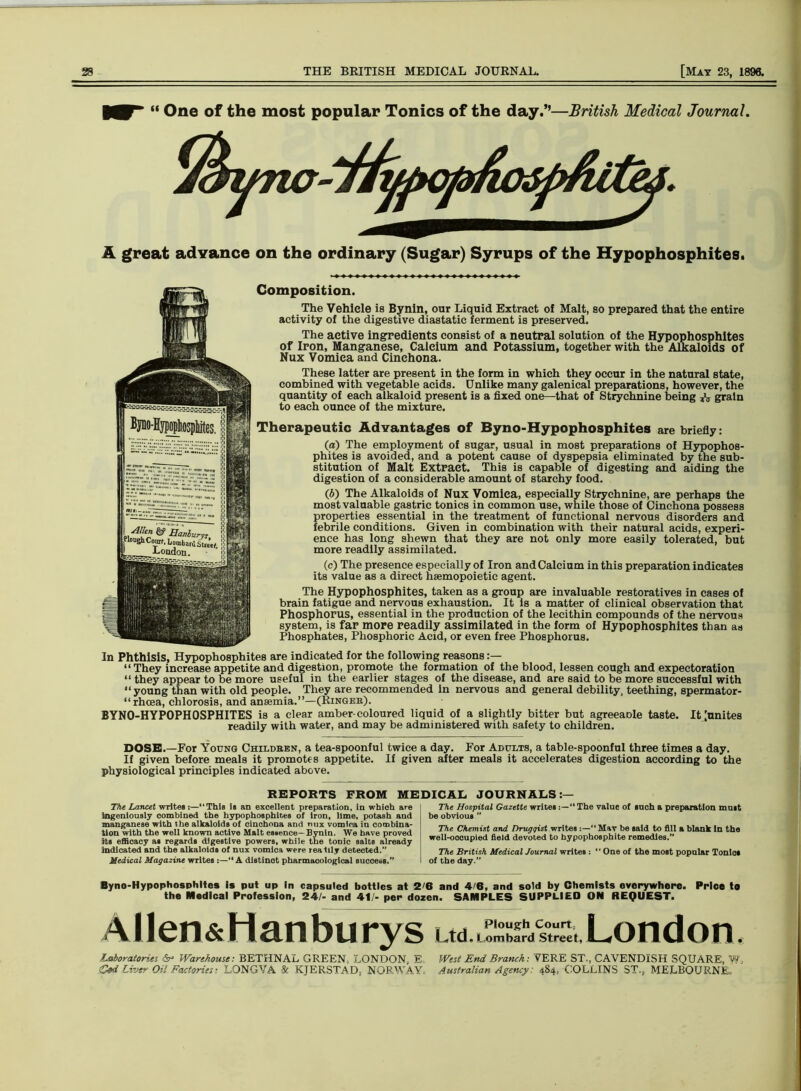 28 THE BRITISH MEDICAL JOURNAL. [MAY 23, 1896.
“ One of the most popular Tonics of the day.”—British Medical Journal.
Byno-Hypophosphites.
A great advance on the ordinary (Sugar) Syrups of the Hypophosphites.
Composition.
The Vehicle is Bynin, our Liquid Extract of Malt, so prepared that the entire
activity of the digestive diastatic ferment is preserved.
The active ingredients consist of a neutral solution of the Hypophosphites
of Iron, Manganese, Calcium and Potassium, together with the Alkaloids of
Nux Vomica and Cinchona.
These latter are present in the form in which they occur in the natural state,
combined with vegetable acids. Unlike many galenical preparations, however, the
quantity of each alkaloid present is a fixed one—that of Strychnine being grain
to each ounce of the mixture.
Byno-Hypophosphites.
Allen & Hanburys,
Plough Court, Lombard Street,
London.
Therapeutic Advantages of Byno-Hypophosphites are briefly:
(a) The employment of sugar, usual in most preparations of Hypophos-
phites is avoided, and a potent cause of dyspepsia eliminated by the sub-
stitution of Malt Extract. This is capable of digesting and aiding the
digestion of a considerable amount of starchy food.
(b) The Alkaloids of Nux Vomica, especially Strychnine, are perhaps the
most valuable gastric tonics in common use, while those of Cinchona possess
properties essential in the treatment of functional nervous disorders and
febrile conditions. Given in combination with their natural acids, experi-
ence has long shewn that they are not only more easily tolerated, but
more readily assimilated.
(c) The presence especially of Iron and Calcium in this preparation indicates
its value as a direct hæmopoietic agent.
The Hypophosphites, taken as a group are invaluable restoratives in cases of
brain fatigue and nervous exhaustion. It is a matter of clinical observation that
Phosphorus, essential in the production of the lecithin compounds of the nervous
system, is far more readily assimilated in the form of Hypophosphites than as
Phosphates, Phosphoric Acid, or even free Phosphorus.
In Phthisis, Hypophosphites are indicated for the following reasons:—
“ They increase appetite and digestion, promote the formation of the blood, lessen cough and expectoration
“ they appear to be more useful in the earlier stages of the disease, and are said to be more successful with
“ young than with old people. They are recommended in nervous and general debility, teething, spermator-
“ rhœa, chlorosis, and anæmia.”—(RINGER).
BYNO-HYPOPHOSPHITES is a clear amber-coloured liquid of a slightly bitter but agreeable taste. It unites
readily with water, and may be administered with safety to children.
DOSE.—For YOUNG CHILDREN, a tea-spoonful twice a day. For ADULTS, a table-spoonful three times a day.
If given before meals it promotes appetite. If given after meals it accelerates digestion according to the
physiological principles indicated above.
REPORTS FROM MEDICAL JOURNALS:—
The Lancet writes:—“This is an excellent preparation, in which are
ingeniously combined the hypophosphites of iron, lime, potash and
manganese with the alkaloids of cinchona and nux vomica in combina-
tion with the well known active Malt essence—Bynin. We have proved
its efficacy as regards digestive powers, while the tonic salts already
indicated and the alkaloids of nux vomica were readily detected.”
Medical Magazine writes:—“A distinct pharmacological success.”
The Hospital Gazette writes:—“The value of such a preparation must
be obvious ”
The Chemist and Druggist writes:—“May be said to fill a blank in the
well-occupied field devoted to hypophosphite remedies.”
The British Medical Journal writes: “One of the most popular Tonics
of the day.”
Byno-Hypophosphites is put up in capsuled bottles at 2/6 and 4/6, and sold by Chemists everywhere. Price to
the Medical Profession, 24/- and 41/- per dozen. SAMPLES SUPPLIED ON REQUEST.
Allen&Hanburys Ltd. Plough Court, Lombard Street, London.
Laboratories & Warehouse: BETHNAL GREEN, LONDON, E. West End Branch: VERE ST., CAVENDISH SQUARE, W.
Cod Liver Oil Factories: LONGVA & KJERSTAD, NORWAY. Australian Agency: 484, COLLINS ST., MELBOURNE.